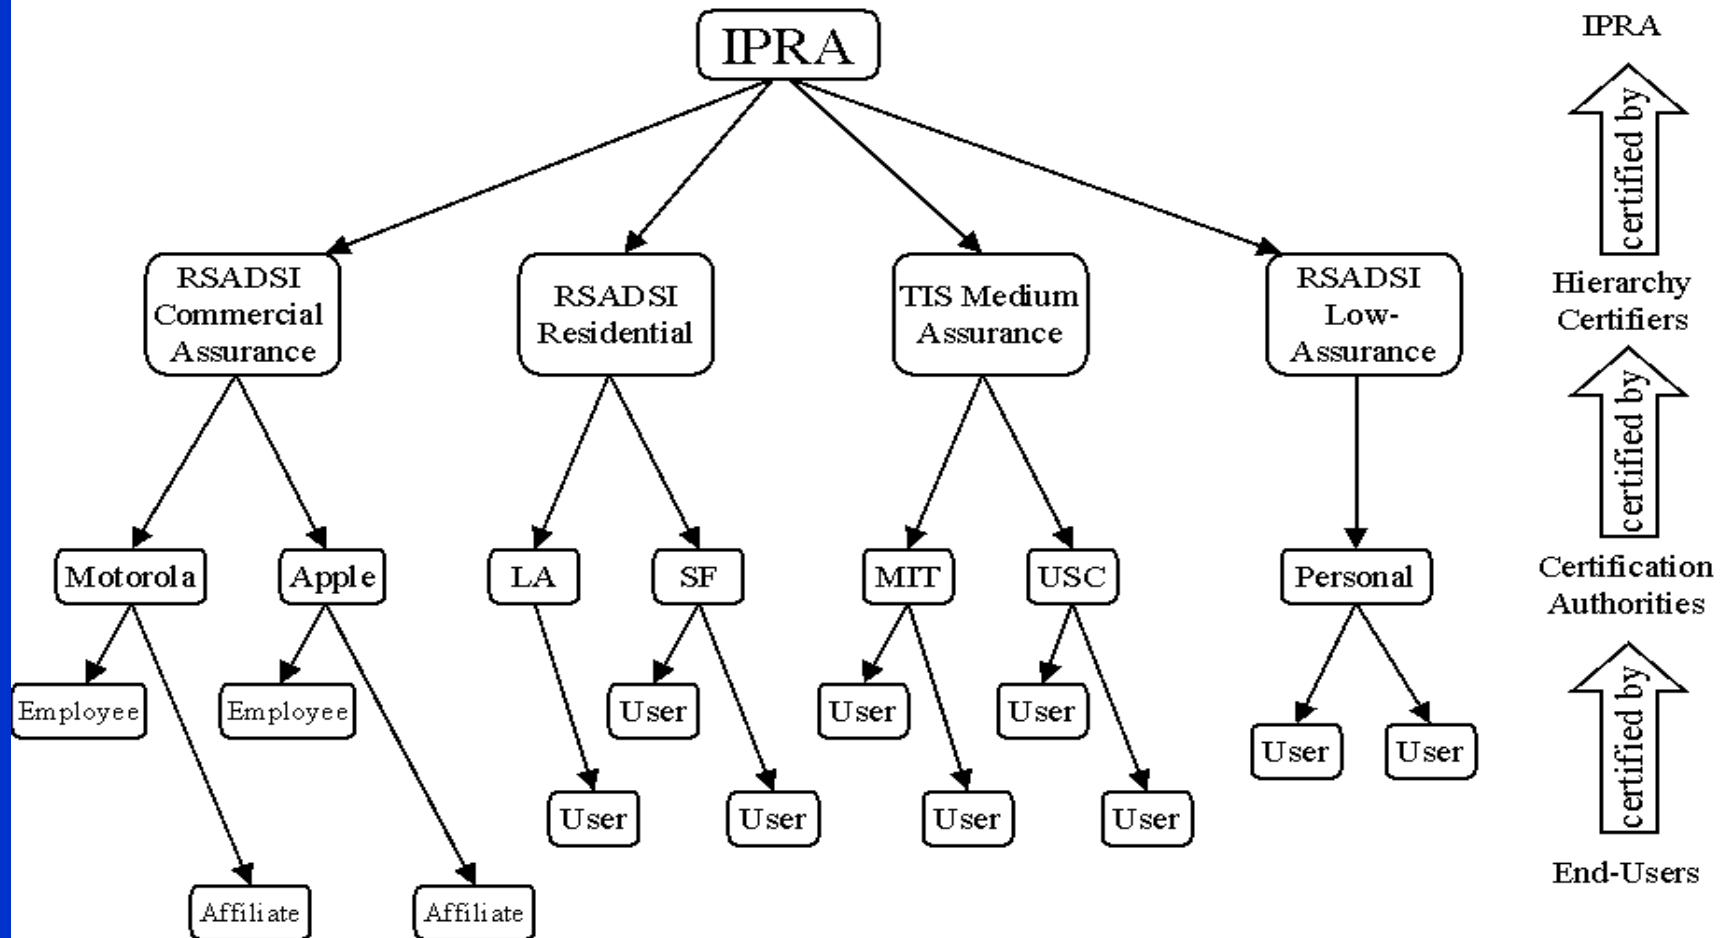 IPRA
RSADSI
Commercial
Assurance
RSADSI
Residential
TIS Medium
Assurance
RSADSI
Low-
Assurance
Motorola
Apple
LA
SF
MIT
USC
Personal
Employee
Employee
User
User
User
User
User
User
User
User
User
Affiliate
Affiliate
IPRA
certified by
Hierarchy
Certifiers
certified by
Certification
Authorities
certified by
End-Users